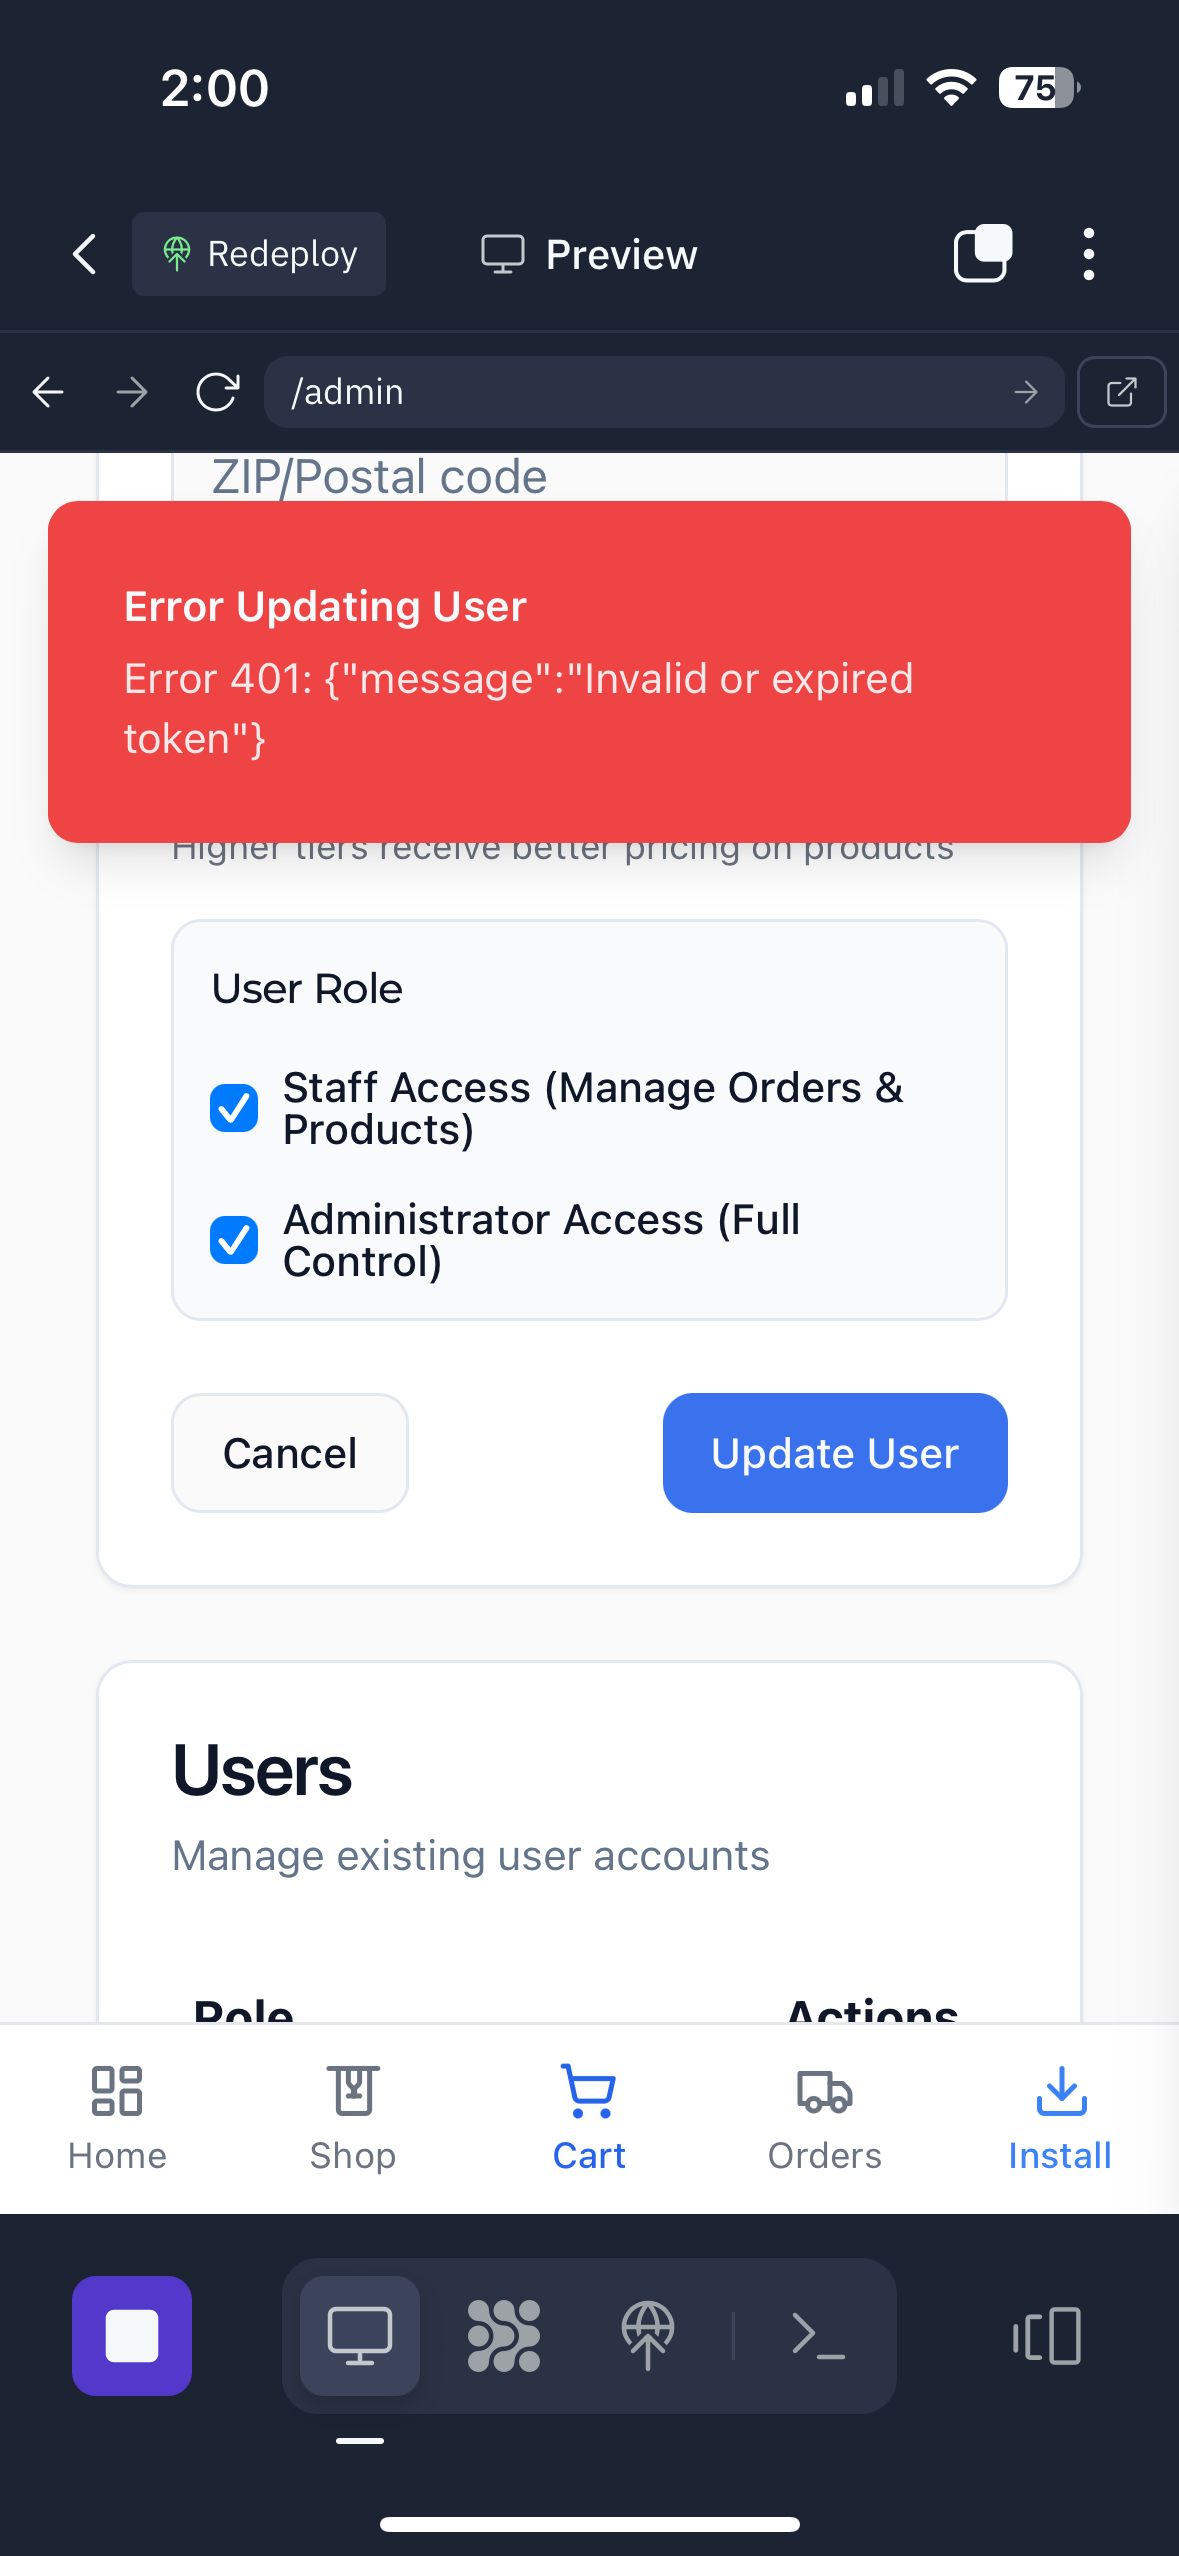 2:00
75
Redeploy
Preview
/admin
ZIP/Postal code
Error Updating User
Error 401: {"message":"Invalid or expired
token"}
Higher tiers receive better pricing on products
User Role
Staff Access (Manage Orders &
Products)
Administrator Access (Full
Control)
Cancel
Update User
Users
Manage existing user accounts
Role
Actions
Home
Shop
Cart
Orders
Install